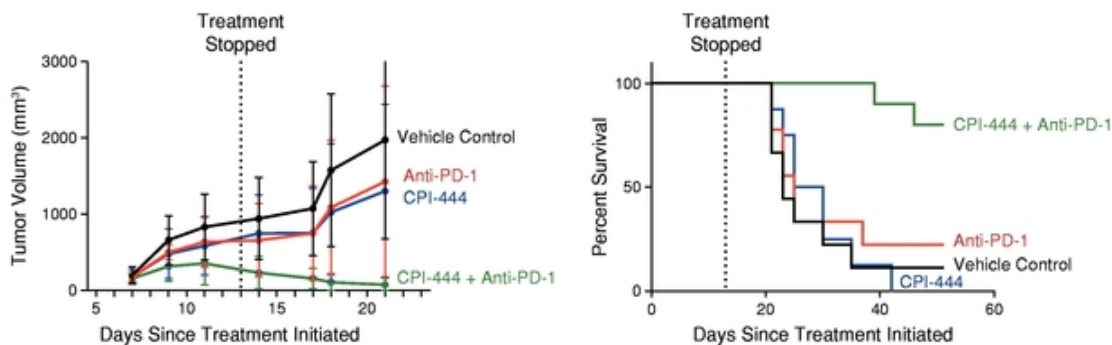 Treatment
Stopped
3000
2000
1000
0
Tumor Volume (mm³)
Vehicle Control
Anti-PD-1
CPI-444
CPI-444 + Anti-PD-1
5
10
15
20
Days Since Treatment Initiated
Treatment
Stopped
100
50
0
Percent Survival
CPI-444 + Anti-PD-1
Anti-PD-1
Vehicle Control
CPI-444
0
20
40
60
Days Since Treatment Initiated